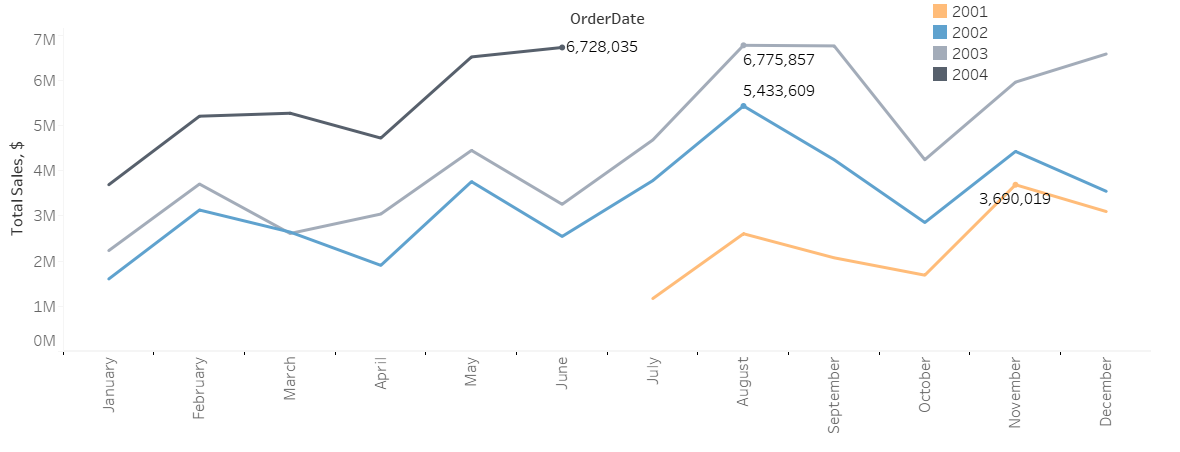 OrderDate
2001
2002
2003
2004
Total Sales, $
7M
6M
5M
4M
3M
2M
1M
0M
6,728,035
6,775,857
5,433,609
3,690,019
January
February
March
April
May
June
July
August
September
October
November
December